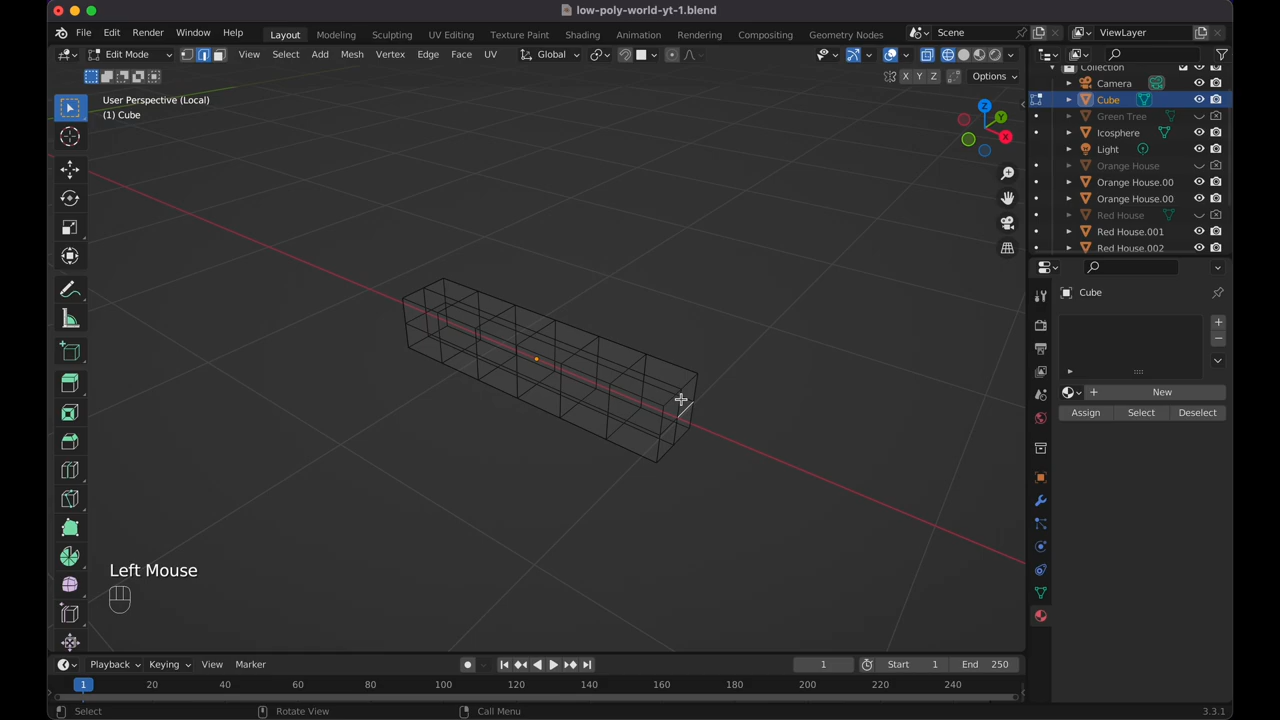 low-poly-world-yt-1.blend
File Edit Render Window Help Layout Modeling Sculpting UV Editing Texture Paint Shading Animation Rendering Compositing Geometry Nodes Scene ViewLayer
Edit Mode View Select Add Mesh Vertex Edge Face UV Global
X Y Z Options
User Perspective (Local)
(1) Cube
Z
Y
X
Collection
Camera
Cube
Green Tree
Icosphere
Light
Orange House
Orange House.00
Orange House.00
Red House
Red House.001
Red House.002
Cube
New
Assign Select Deselect
Left Mouse
Playback Keying View Marker 1 Start 1 End 250
1 20 40 60 80 100 120 140 160 180 200 220 240
Select Rotate View Call Menu 3.3.1